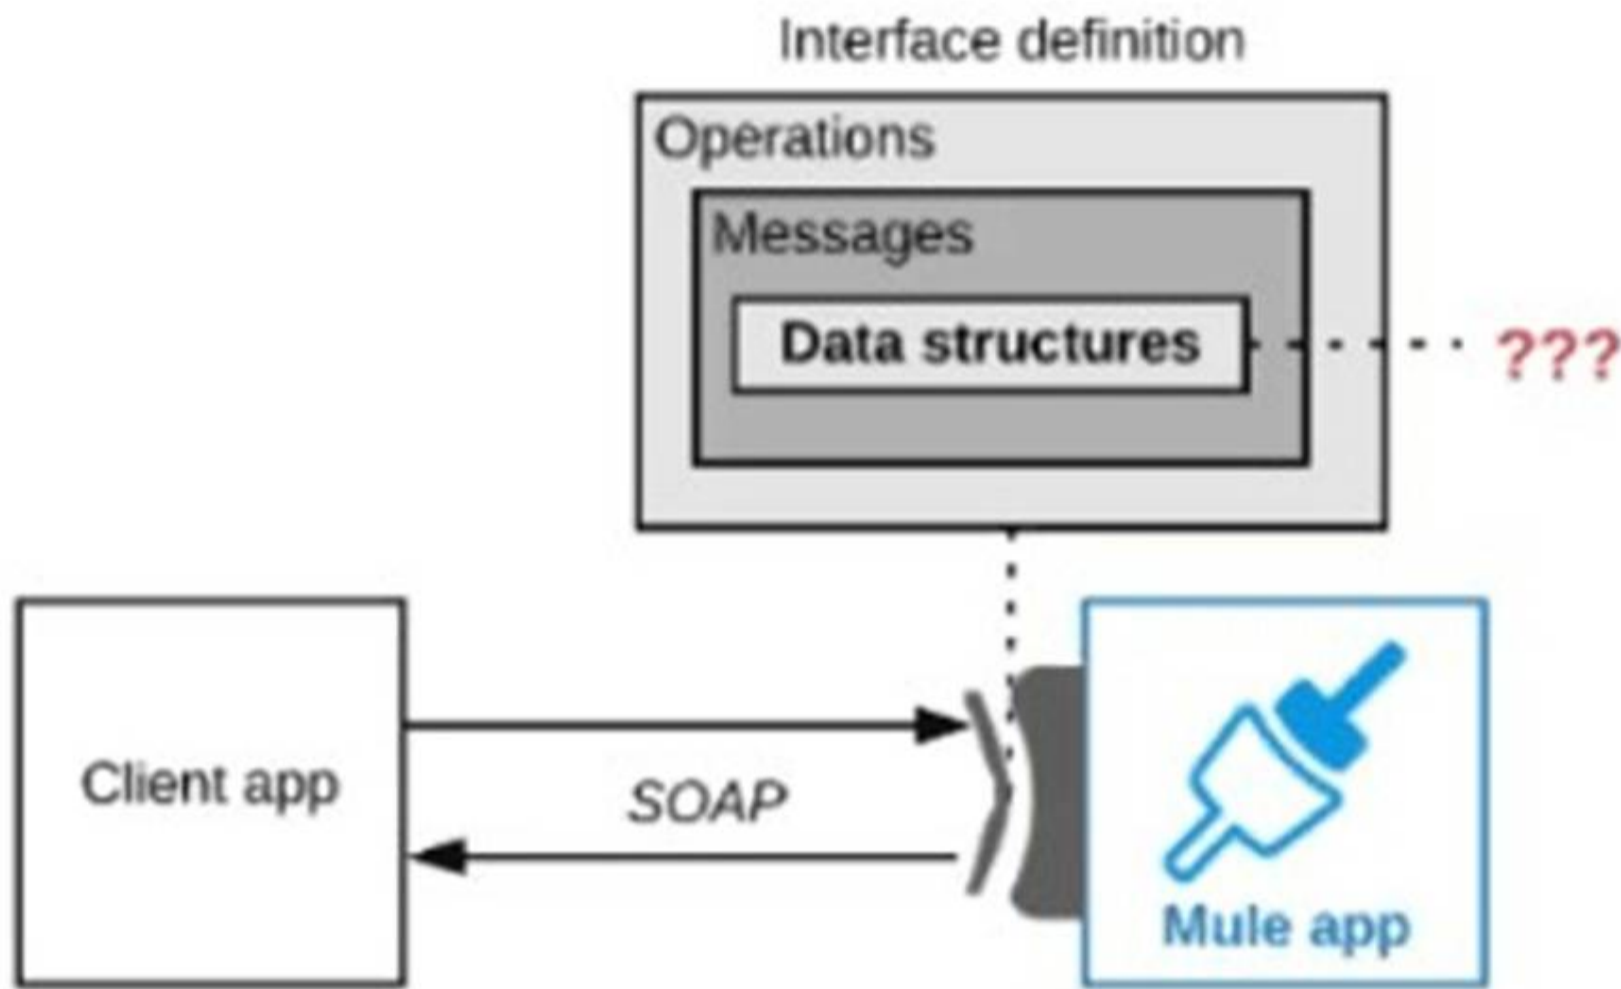 Interface definition
Operations
Messages
Data structures
???
Client app
SOAP
Mule app